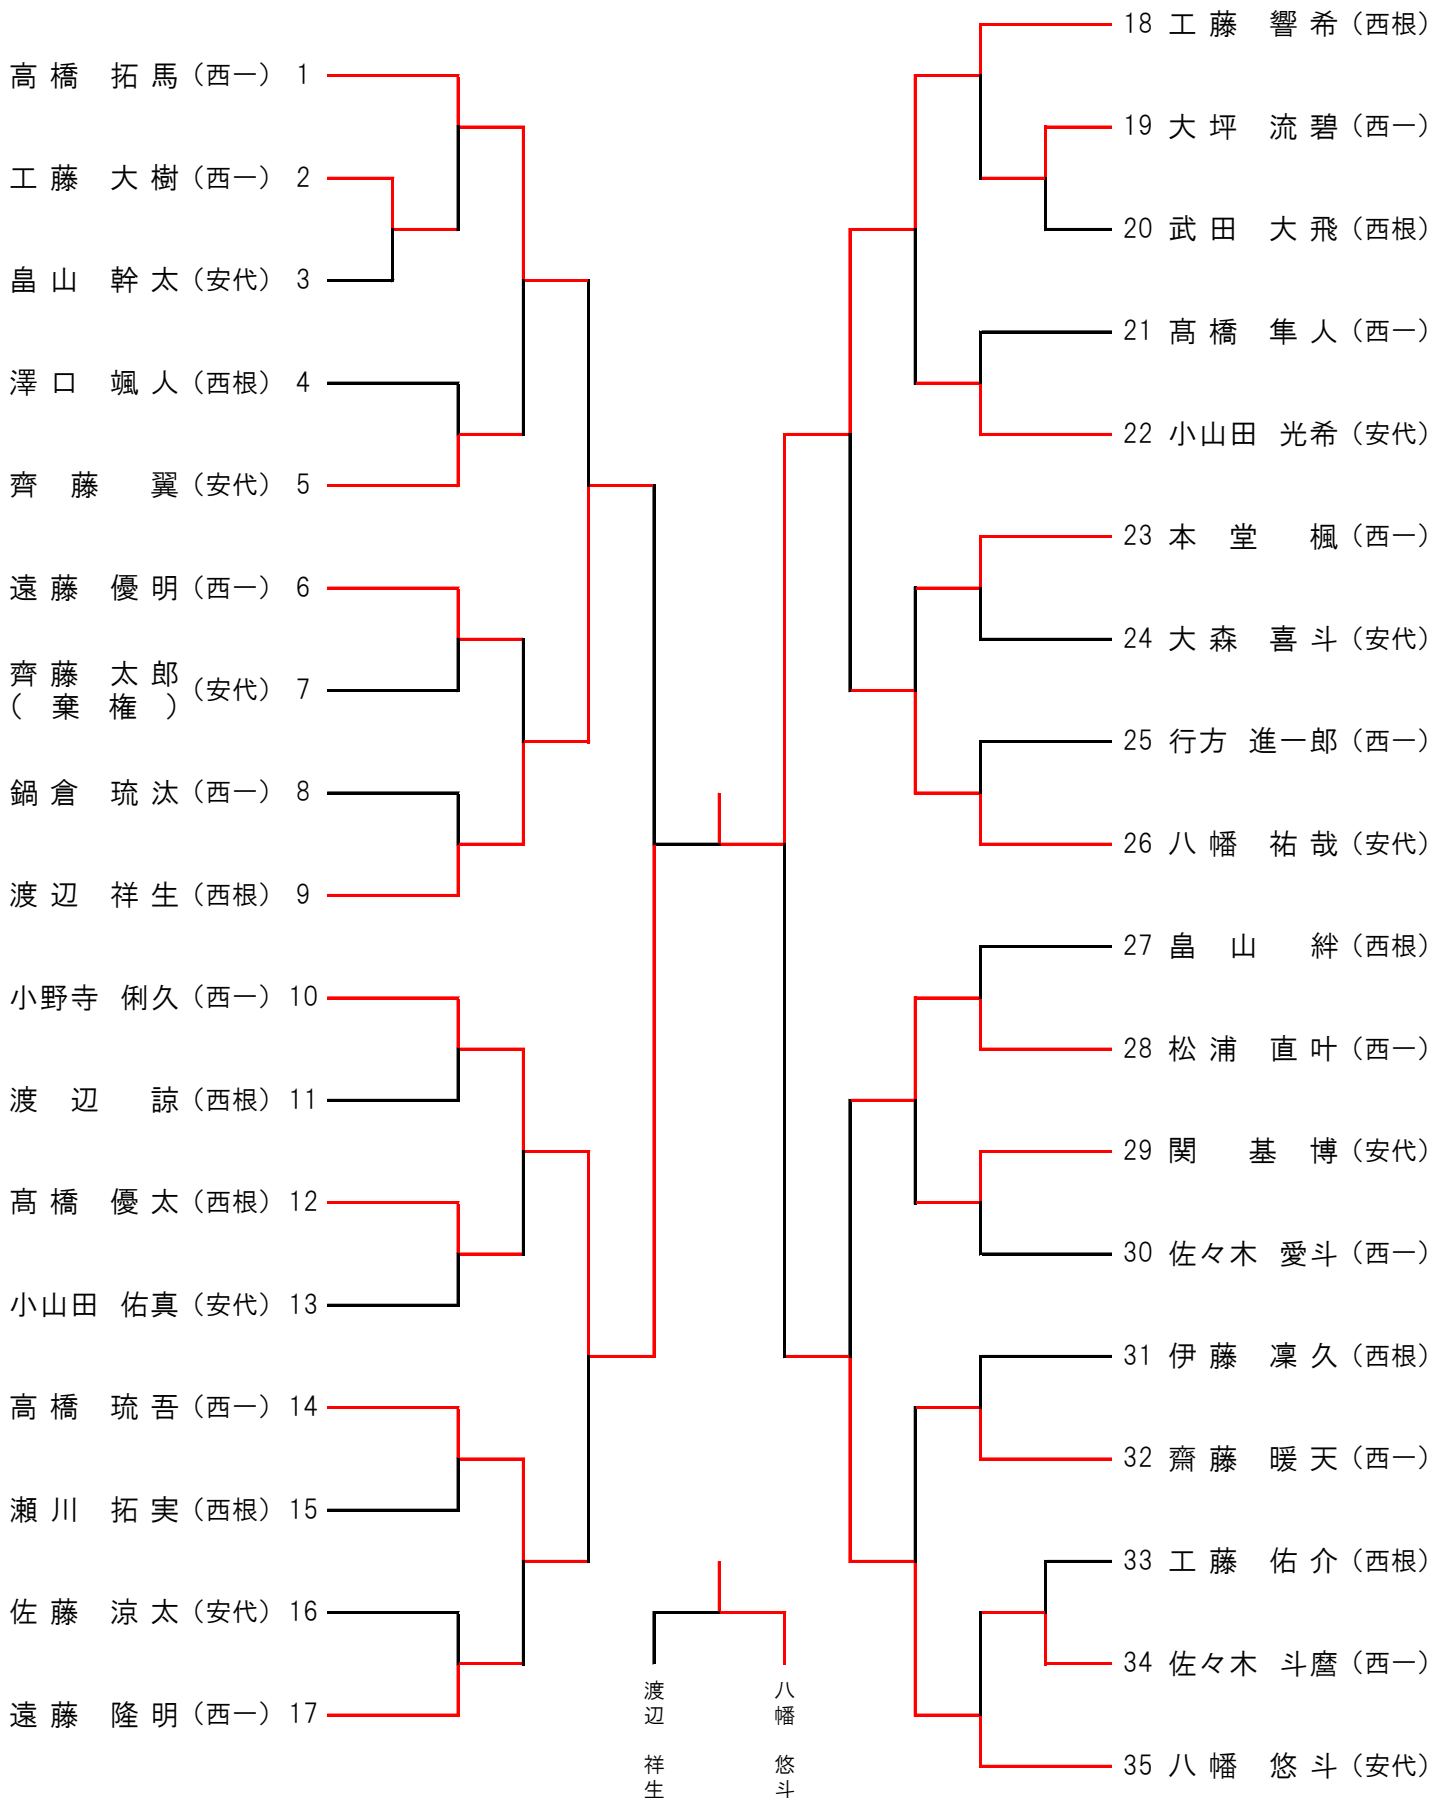 高橋 拓馬（西一） 1
工藤 大樹（西一） 2
畠山 幹太（安代） 3
澤口 颯人（西根） 4
齊藤 翼（安代） 5
遠藤 優明（西一） 6
齊藤 太郎（安代） 7
（棄権）
鍋倉 琉汰（西一） 8
渡辺 祥生（西根） 9
小野寺 俐久（西一） 10
渡辺 諒（西根） 11
髙橋 優太（西根） 12
小山田 佑真（安代） 13
高橋 琉吾（西一） 14
瀬川 拓実（西根） 15
佐藤 涼太（安代） 16
遠藤 隆明（西一） 17
18 工藤 響希（西根）
19 大坪 流碧（西一）
20 武田 大飛（西根）
21 髙橋 隼人（西一）
22 小山田 光希（安代）
23 本堂 楓（西一）
24 大森 喜斗（安代）
25 行方 進一郎（西一）
26 八幡 祐哉（安代）
27 畠山 絆（西根）
28 松浦 直叶（西一）
29 関 基博（安代）
30 佐々木 愛斗（西一）
31 伊藤 凜久（西根）
32 齋藤 暖天（西一）
33 工藤 佑介（西根）
34 佐々木 斗麿（西一）
35 八幡 悠斗（安代）
渡辺 祥生
八幡 悠斗